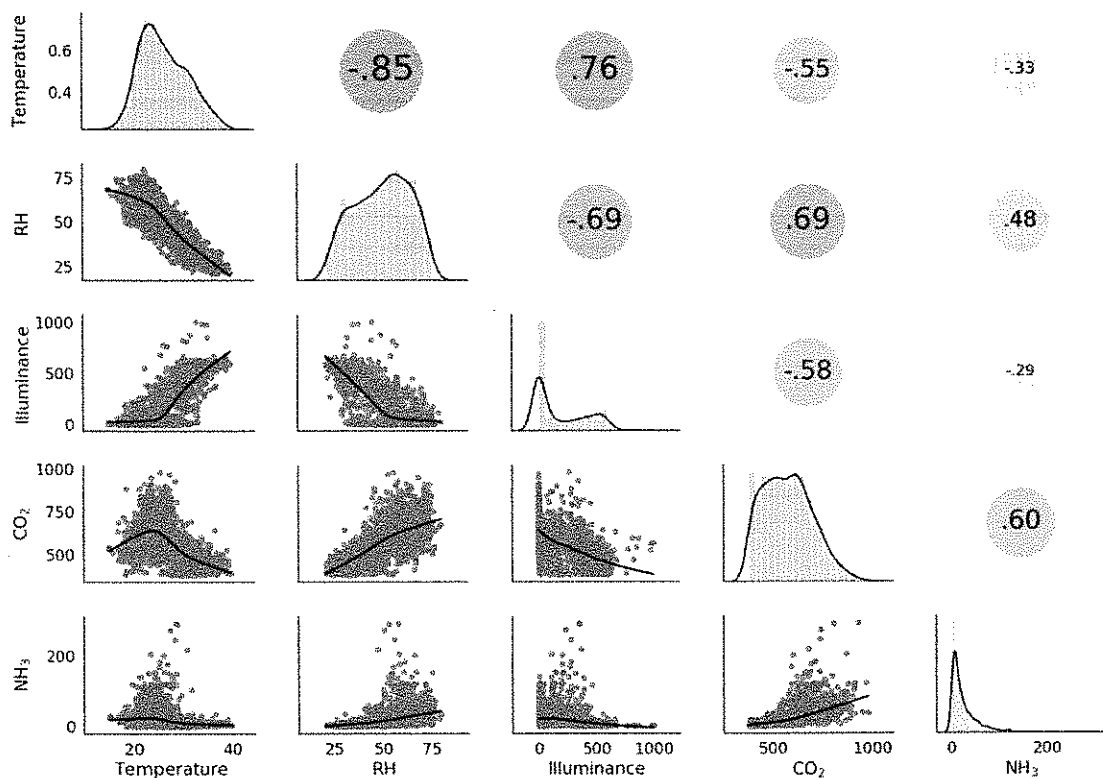 Temperature
0.6
0.4
-.85
.76
-.55
-.33
RH
75
50
25
-.69
.69
.48
Illuminance
1000
500
0
-.58
-.29
CO₂
1000
750
500
.60
NH₃
200
0
20 40
25 50 75
0 500 1000
500 1000
0 200
Temperature
RH
Illuminance
CO₂
NH₃